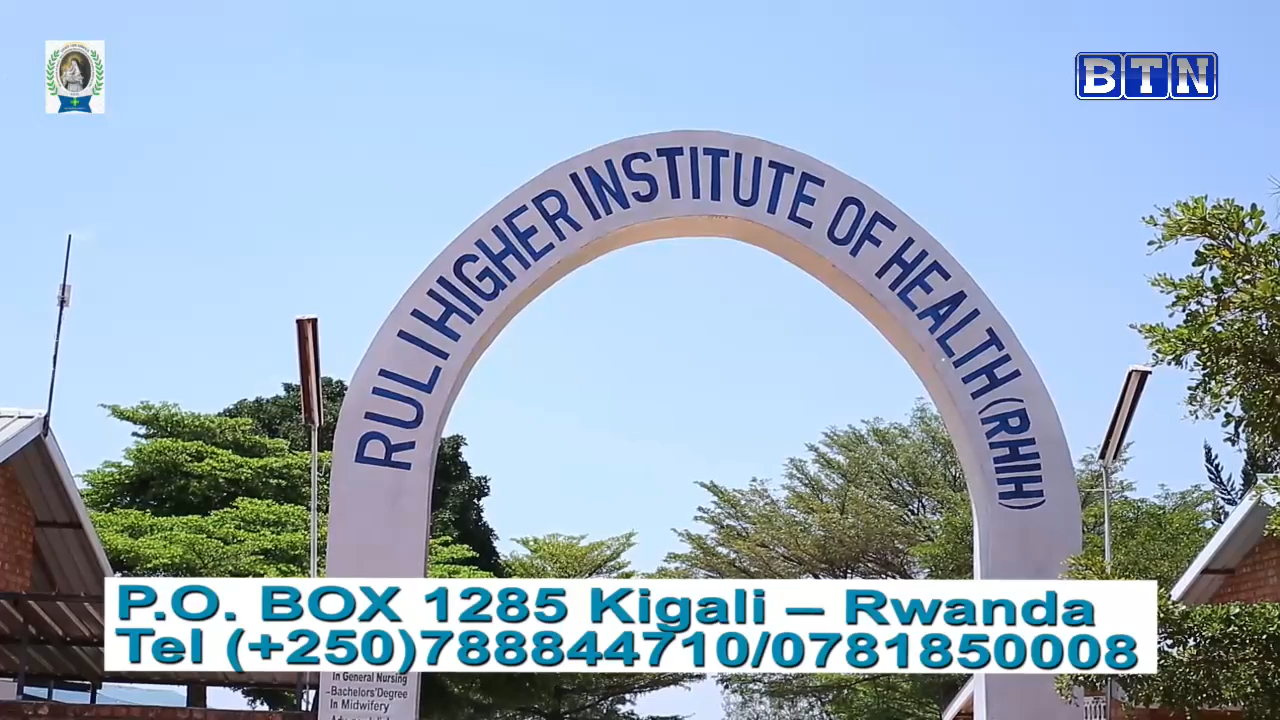 BTN
RULI HIGHER INSTITUTE OF HEALTH (RHIH)
P.O. BOX 1285 Kigali – Rwanda
Tel (+250)788844710/0781850008
In General Nursing
-Bachelors'Degree
In Midwifery